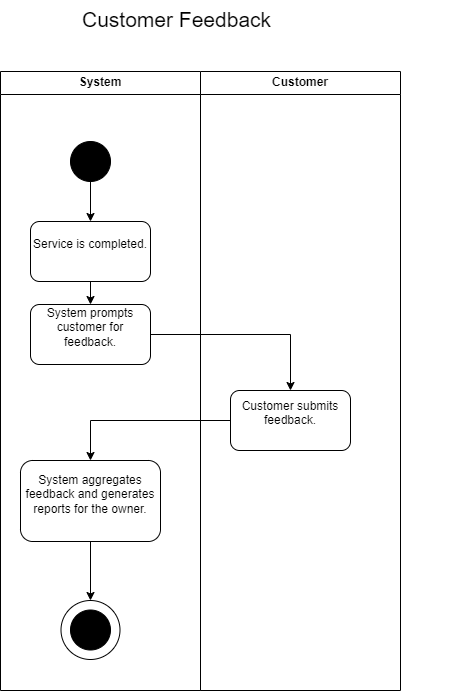 Customer Feedback
System
Customer
Service is completed.
System prompts
customer for
feedback.
Customer submits
feedback.
System aggregates
feedback and generates
reports for the owner.